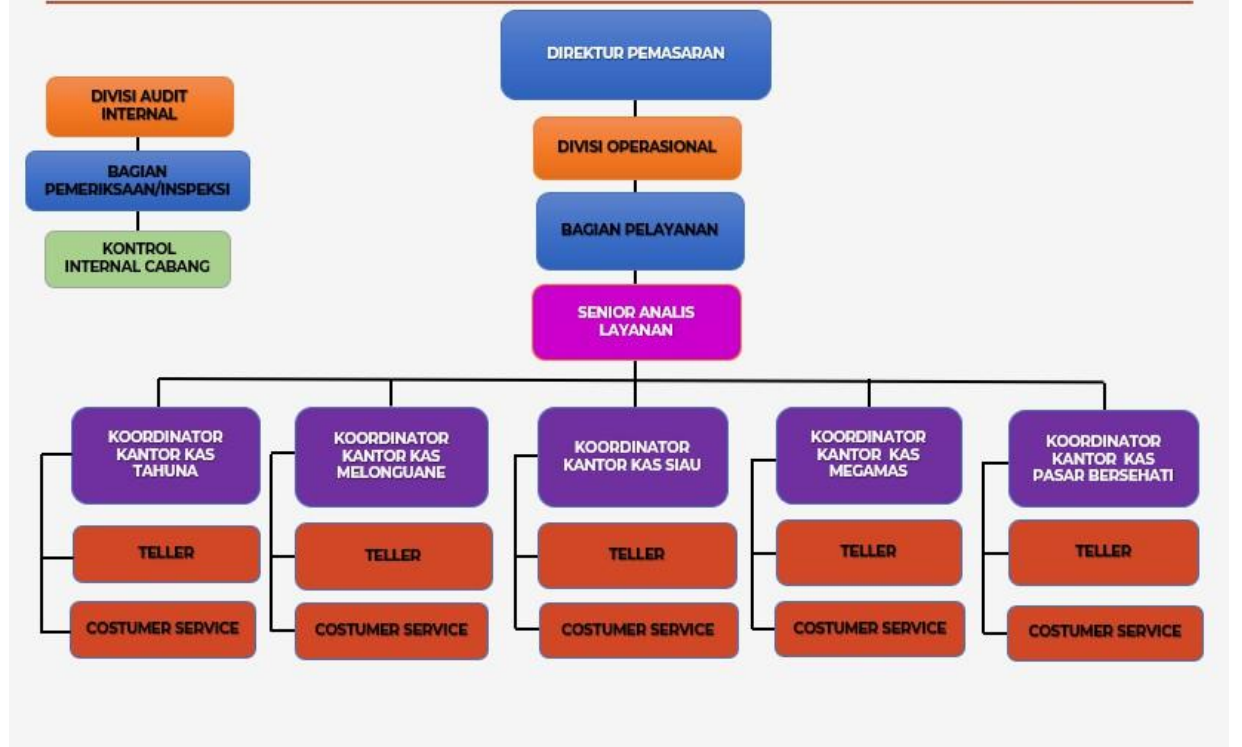 DIREKTUR PEMASARAN
DIVISI AUDIT
INTERNAL
BAGIAN
PEMERIKSAAN/INSPEKSI
KONTROL
INTERNAL CABANG
DIVISI OPERASIONAL
BAGIAN PELAYANAN
SENIOR ANALIS
LAYANAN
KOORDINATOR
KANTOR KAS
TAHUNA
TELLER
COSTUMER SERVICE
KOORDINATOR
KANTOR KAS
MELONGUANE
TELLER
COSTUMER SERVICE
KOORDINATOR
KANTOR KAS SIAU
TELLER
COSTUMER SERVICE
KOORDINATOR
KANTOR KAS
MEGAMAS
TELLER
COSTUMER SERVICE
KOORDINATOR
KANTOR KAS
PASAR BERSEHATI
TELLER
COSTUMER SERVICE